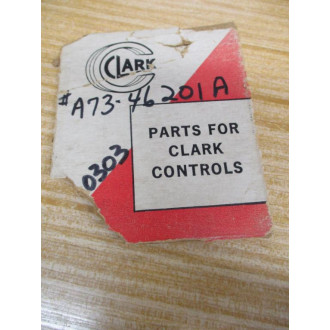 CLARK
#A73-46201A
0303
PARTS FOR
CLARK
CONTROLS